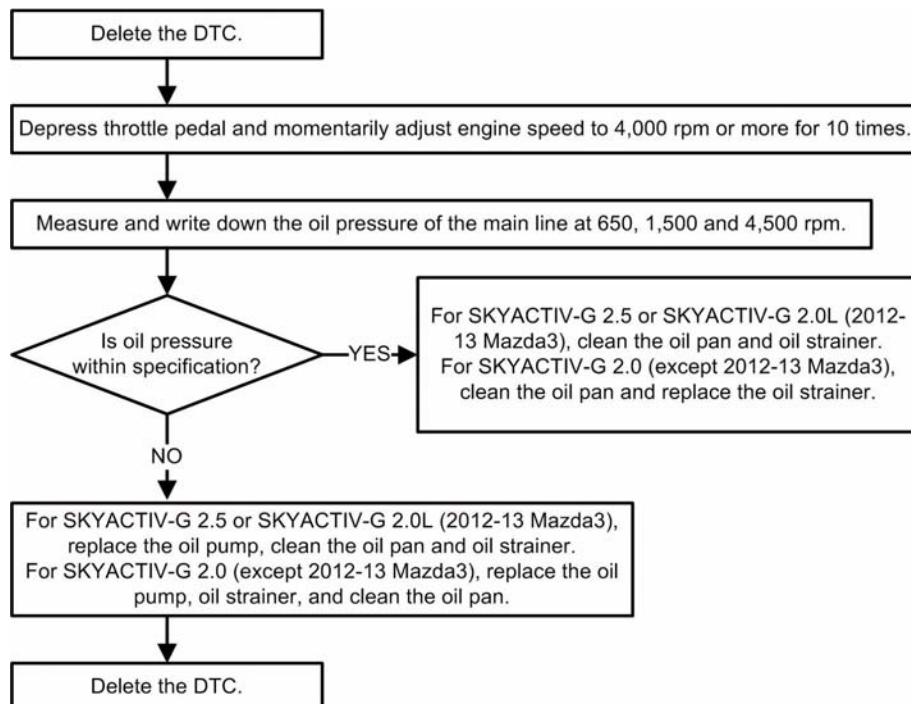 Delete the DTC.
Depress throttle pedal and momentarily adjust engine speed to 4,000 rpm or more for 10 times.
Measure and write down the oil pressure of the main line at 650, 1,500 and 4,500 rpm.
Is oil pressure
within specification?
YES
For SKYACTIV-G 2.5 or SKYACTIV-G 2.0L (2012-
13 Mazda3), clean the oil pan and oil strainer.
For SKYACTIV-G 2.0 (except 2012-13 Mazda3),
clean the oil pan and replace the oil strainer.
NO
For SKYACTIV-G 2.5 or SKYACTIV-G 2.0L (2012-13 Mazda3),
replace the oil pump, clean the oil pan and oil strainer.
For SKYACTIV-G 2.0 (except 2012-13 Mazda3), replace the oil
pump, oil strainer, and clean the oil pan.
Delete the DTC.